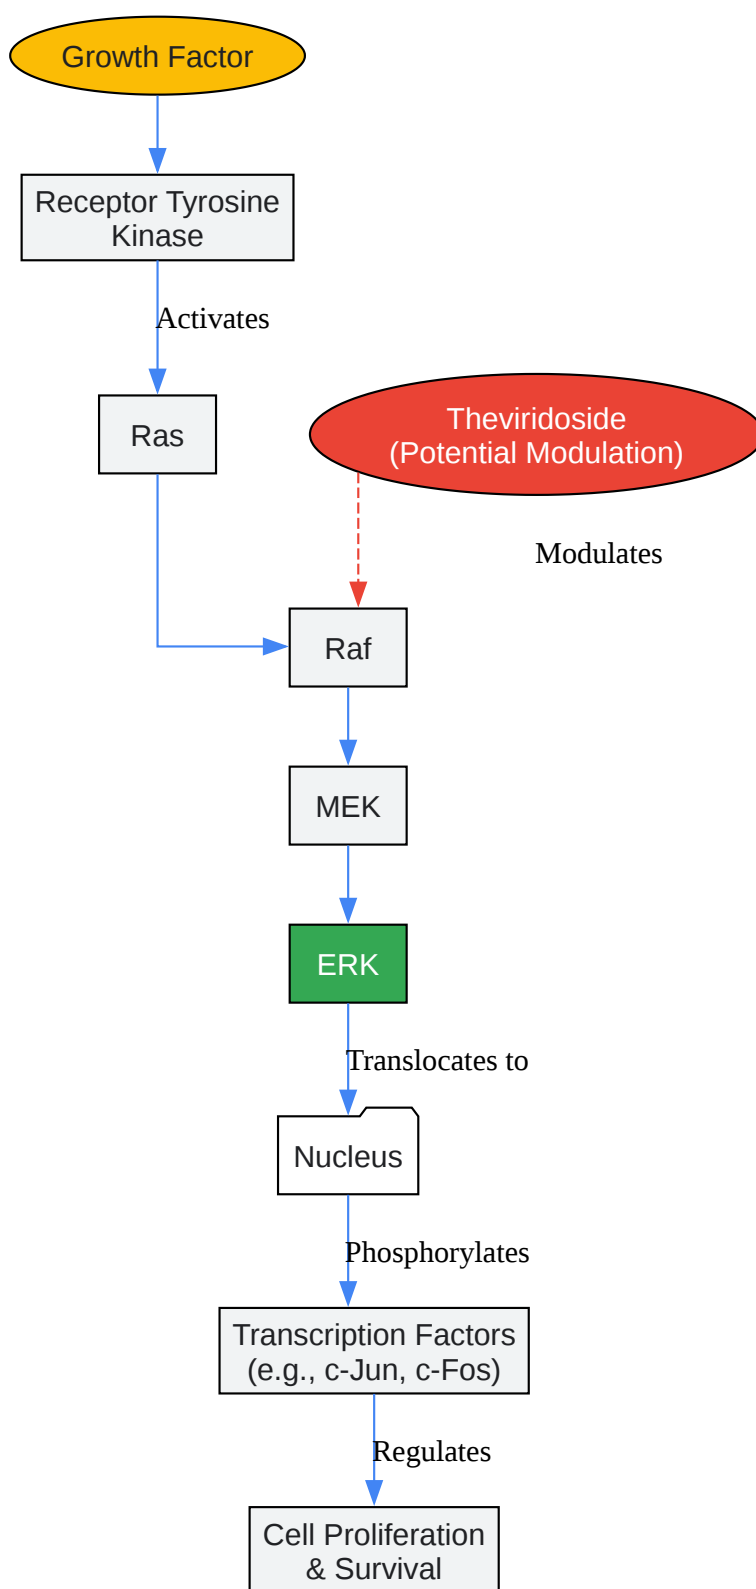 Growth Factor
Receptor Tyrosine
Kinase
Activates
Ras
Theviridoside
(Potential Modulation)
Modulates
Raf
MEK
ERK
Translocates to
Nucleus
Phosphorylates
Transcription Factors
(e.g., c-Jun, c-Fos)
Regulates
Cell Proliferation
& Survival